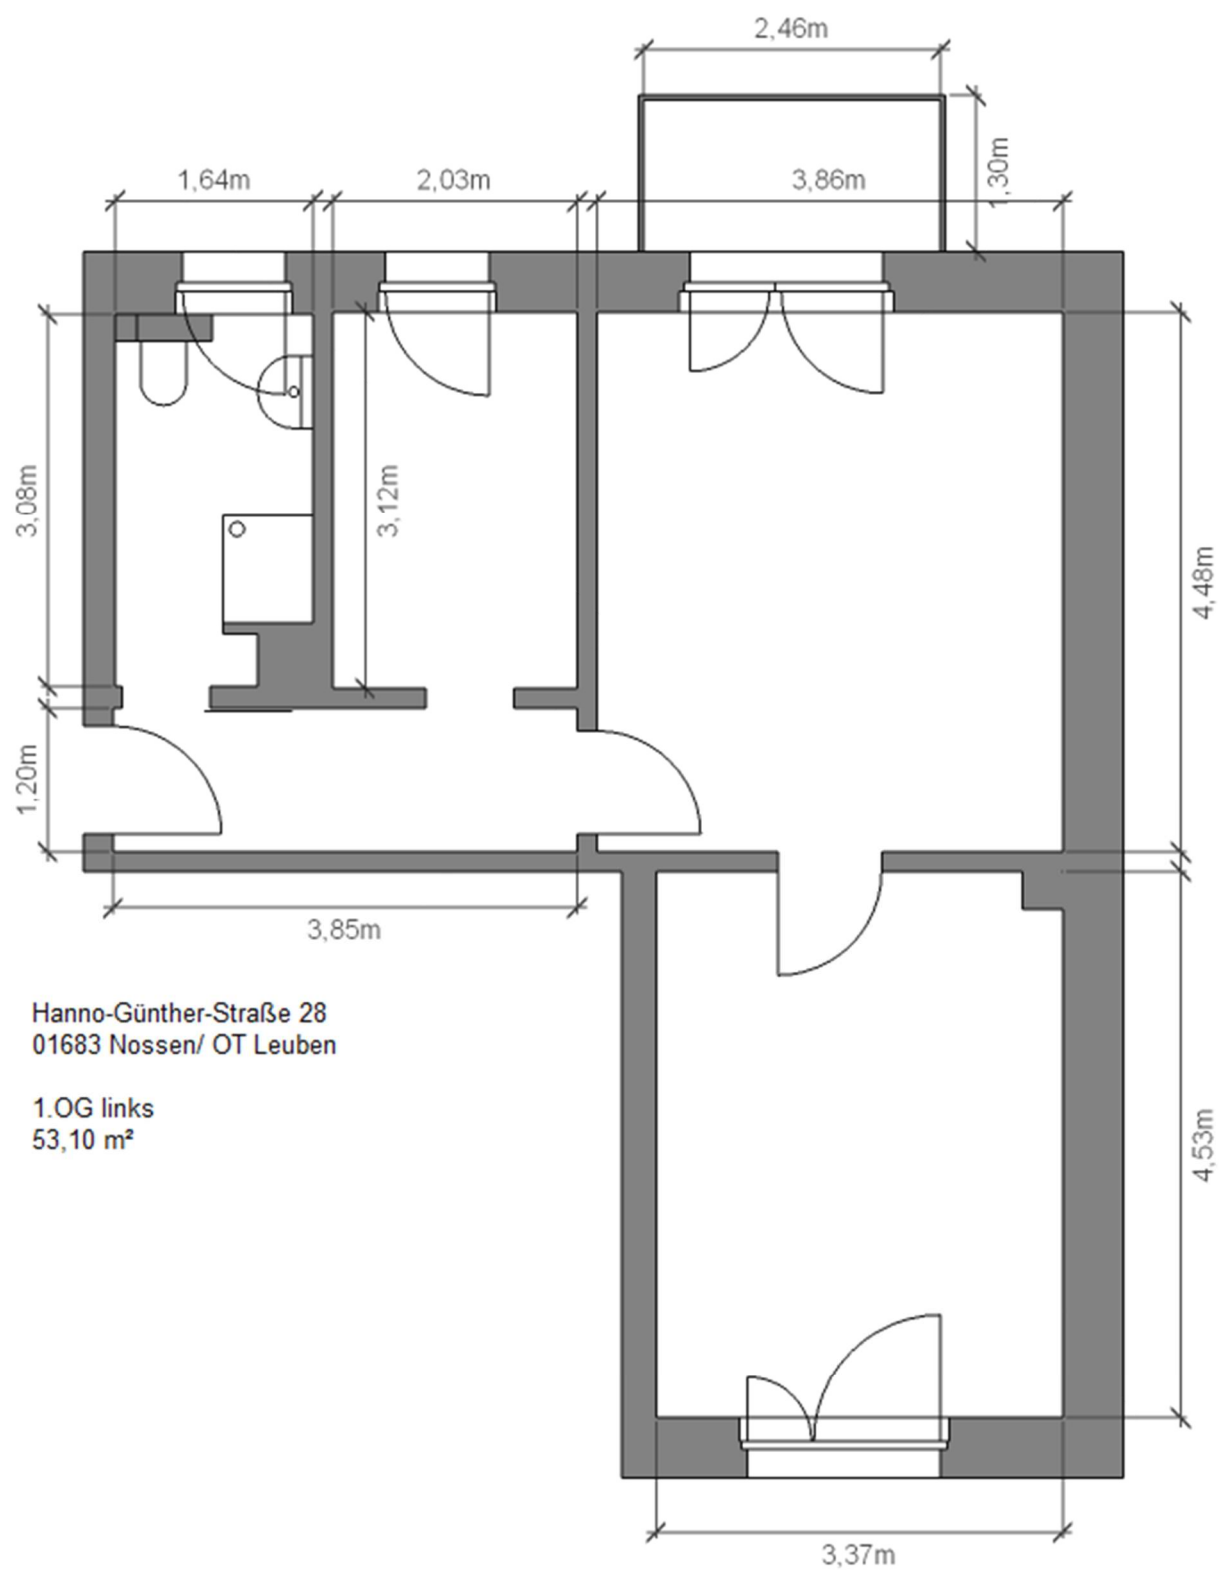 2,46m
1,30m
1,64m
2,03m
3,86m
3,08m
3,12m
4,48m
1,20m
3,85m
Hanno-Günther-Straße 28
01683 Nossen/ OT Leuben
1.OG links
53,10 m²
4,53m
3,37m